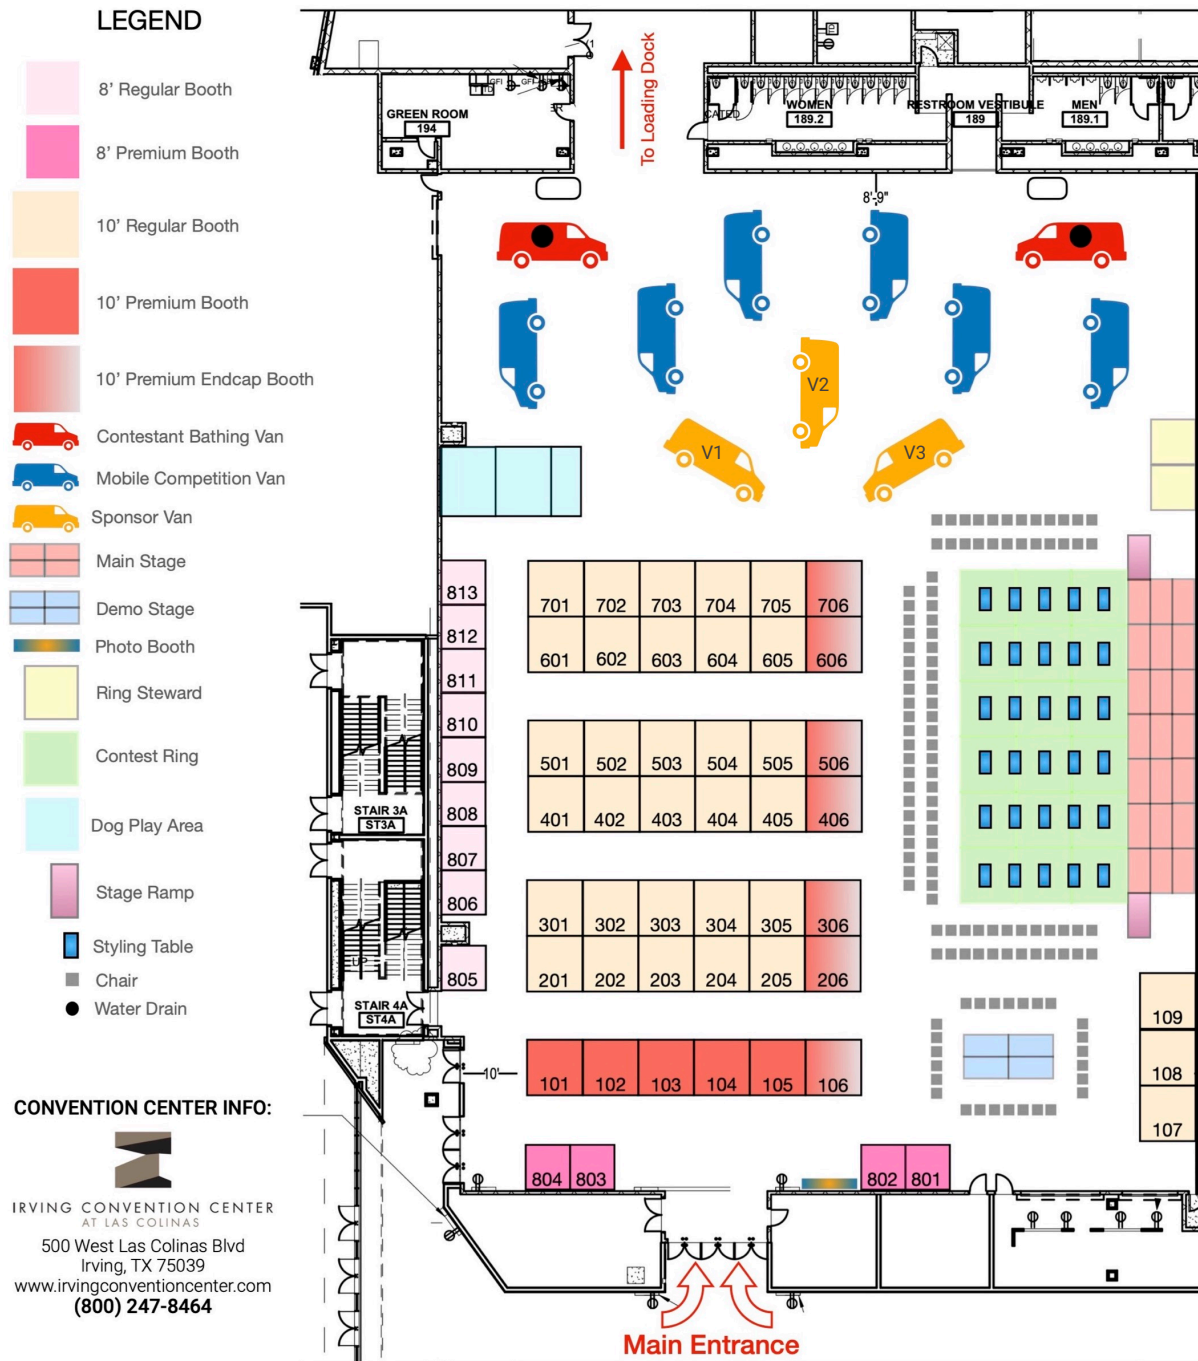 LEGEND
8' Regular Booth
8' Premium Booth
10' Regular Booth
10' Premium Booth
10' Premium Endcap Booth
Contestant Bathing Van
Mobile Competition Van
Sponsor Van
Main Stage
Demo Stage
Photo Booth
Ring Steward
Contest Ring
Dog Play Area
Stage Ramp
Styling Table
Chair
Water Drain
CONVENTION CENTER INFO:
IRVING CONVENTION CENTER
AT LAS COLINAS
500 West Las Colinas Blvd
Irving, TX 75039
www.irvingconventioncenter.com
(800) 247-8464
To Loading Dock
GREEN ROOM
194
WOMEN
189.2
RESTROOM VESTIBULE
189
MEN
189.1
8'-9"
V1
V2
V3
813
812
811
810
809
808
807
806
805
701 702 703 704 705 706
601 602 603 604 605 606
501 502 503 504 505 506
401 402 403 404 405 406
301 302 303 304 305 306
201 202 203 204 205 206
101 102 103 104 105 106
109
108
107
STAIR 3A
ST3A
UP
STAIR 4A
ST4A
10'
804 803
802 801
Main Entrance